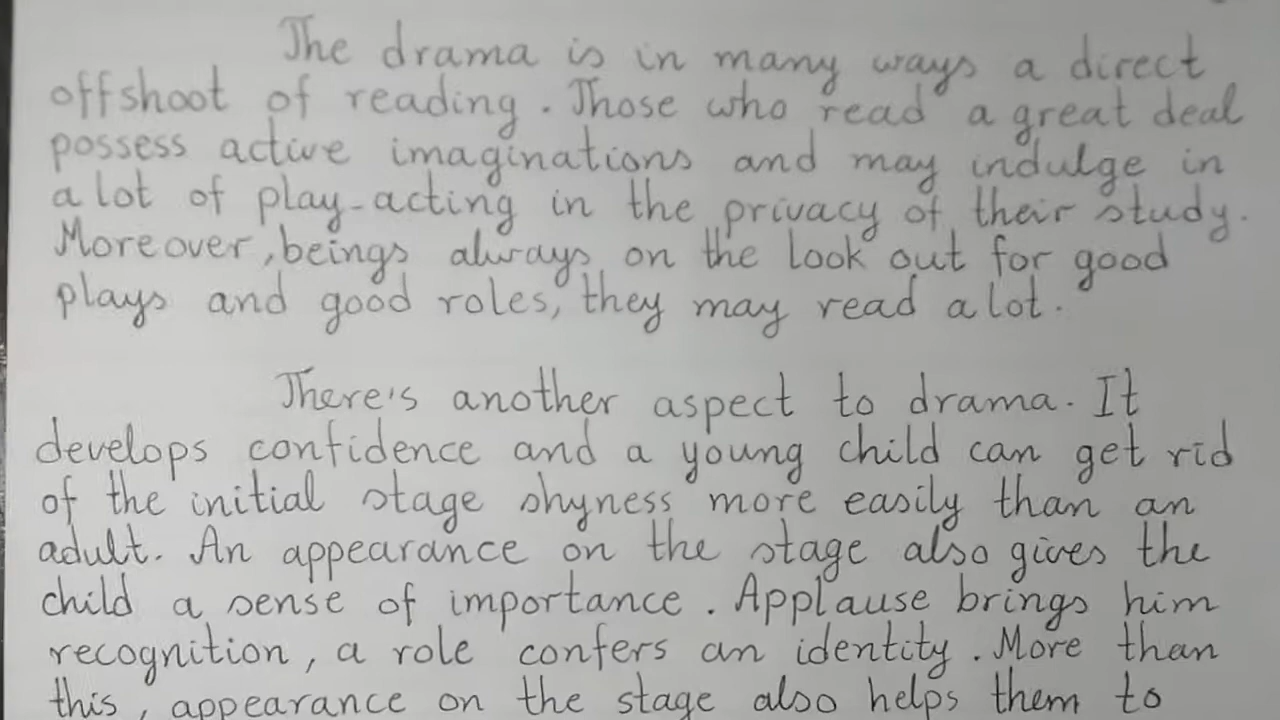 The drama is in many ways a direct
offshoot of reading. Those who read a great deal
possess active imaginations and may indulge in
a lot of play-acting in the privacy of their study.
Moreover, beings always on the look out for good
plays and good roles, they may read a lot.
There's another aspect to drama. It
develops confidence and a young child can get rid
of the initial stage shyness more easily than an
adult. An appearance on the stage also gives the
child a sense of importance. Applause brings him
recognition, a role confers an identity. More than
this, appearance on the stage also helps them to